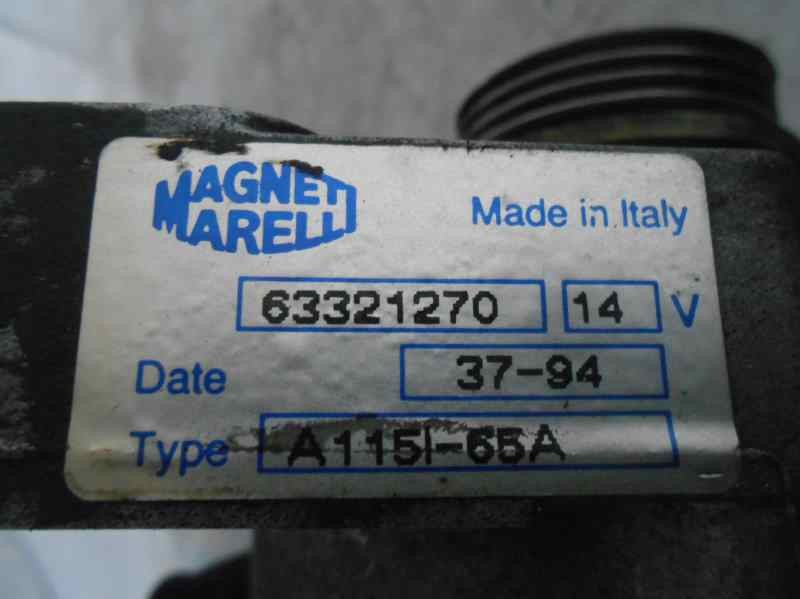 MAGNETI
MARELLI
Made in Italy
63321270 14 V
Date 37-94
Type A115I-65A